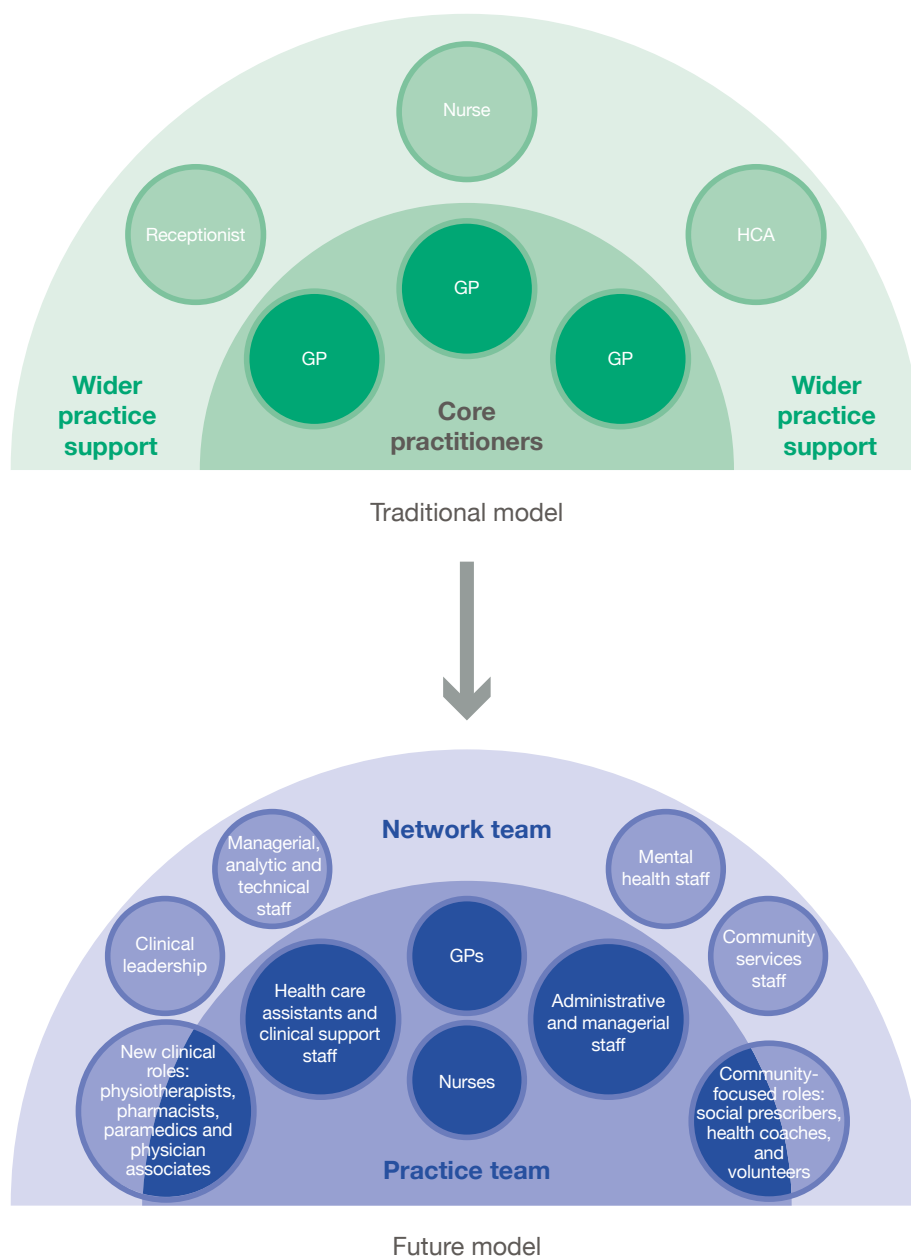 Nurse
Receptionist
HCA
GP
GP
GP
Wider
practice
support
Core
practitioners
Wider
practice
support
Traditional model
Network team
Managerial,
analytic and
technical
staff
Mental
health staff
Clinical
leadership
Community
services
staff
GPs
Health care
assistants and
clinical support
staff
Administrative
and managerial
staff
Nurses
New clinical
roles:
physiotherapists,
pharmacists,
paramedics and
physician
associates
Community-
focused roles:
social prescribers,
health coaches,
and
volunteers
Practice team
Future model